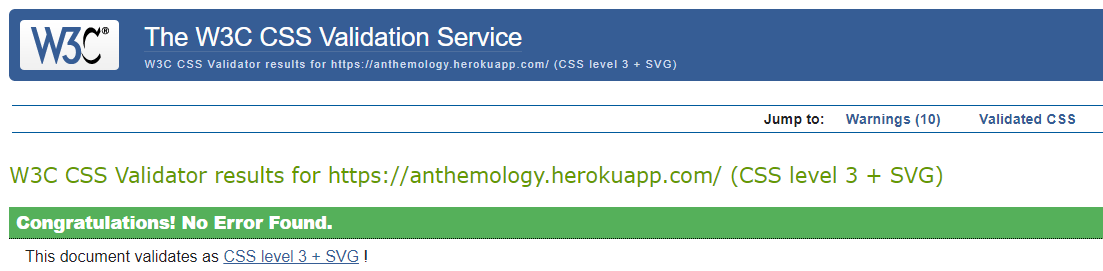 W3C®
The W3C CSS Validation Service
W3C CSS Validator results for https://anthemology.herokuapp.com/ (CSS level 3 + SVG)
Jump to: Warnings (10) Validated CSS
W3C CSS Validator results for https://anthemology.herokuapp.com/ (CSS level 3 + SVG)
Congratulations! No Error Found.
This document validates as CSS level 3 + SVG !